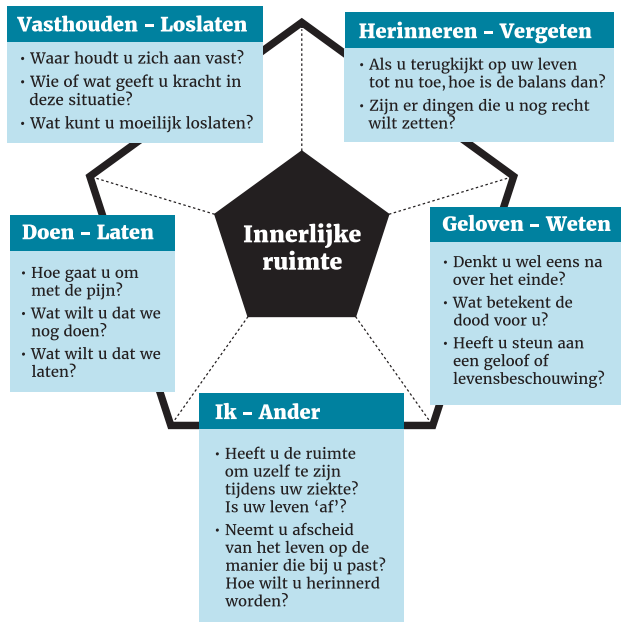 Vasthouden – Loslaten
• Waar houdt u zich aan vast?
• Wie of wat geeft u kracht in
deze situatie?
• Wat kunt u moeilijk loslaten?
Herinneren – Vergeten
• Als u terugkijkt op uw leven
tot nu toe, hoe is de balans dan?
• Zijn er dingen die u nog recht
wilt zetten?
Innerlijke
ruimte
Doen – Laten
• Hoe gaat u om
met de pijn?
• Wat wilt u dat we
nog doen?
• Wat wilt u dat we
laten?
Geloven – Weten
• Denkt u wel eens na
over het einde?
• Wat betekent de
dood voor u?
• Heeft u steun aan
een geloof of
levensbeschouwing?
Ik – Ander
• Heeft u de ruimte
om uzelf te zijn
tijdens uw ziekte?
Is uw leven ‘af’?
• Neemt u afscheid
van het leven op de
manier die bij u past?
Hoe wilt u herinnerd
worden?